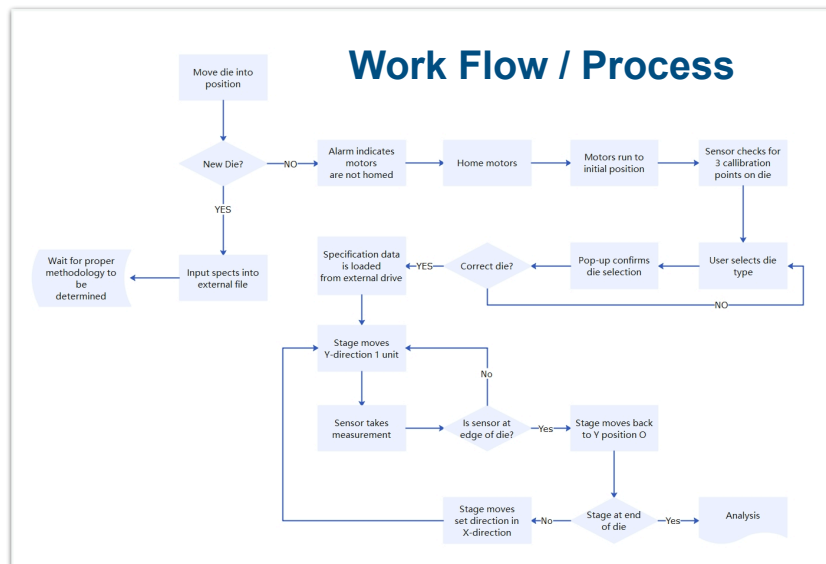 Work Flow / Process
Move die into
position
New Die?
NO
Alarm indicates
motors
are not homed
Home motors
Motors run to
initial position
Sensor checks for
3 callibration
points on die
YES
Wait for proper
methodology to
be
determined
Input spects into
external file
Specification data
is loaded
from external drive
YES
Correct die?
Pop-up confirms
die selection
User selects die
type
NO
Stage moves
Y-direction 1 unit
No
Sensor takes
measurement
Is sensor at
edge of die?
Yes
Stage moves back
to Y position O
Stage moves
set direction in
X-direction
No
Stage at end
of die
Yes
Analysis